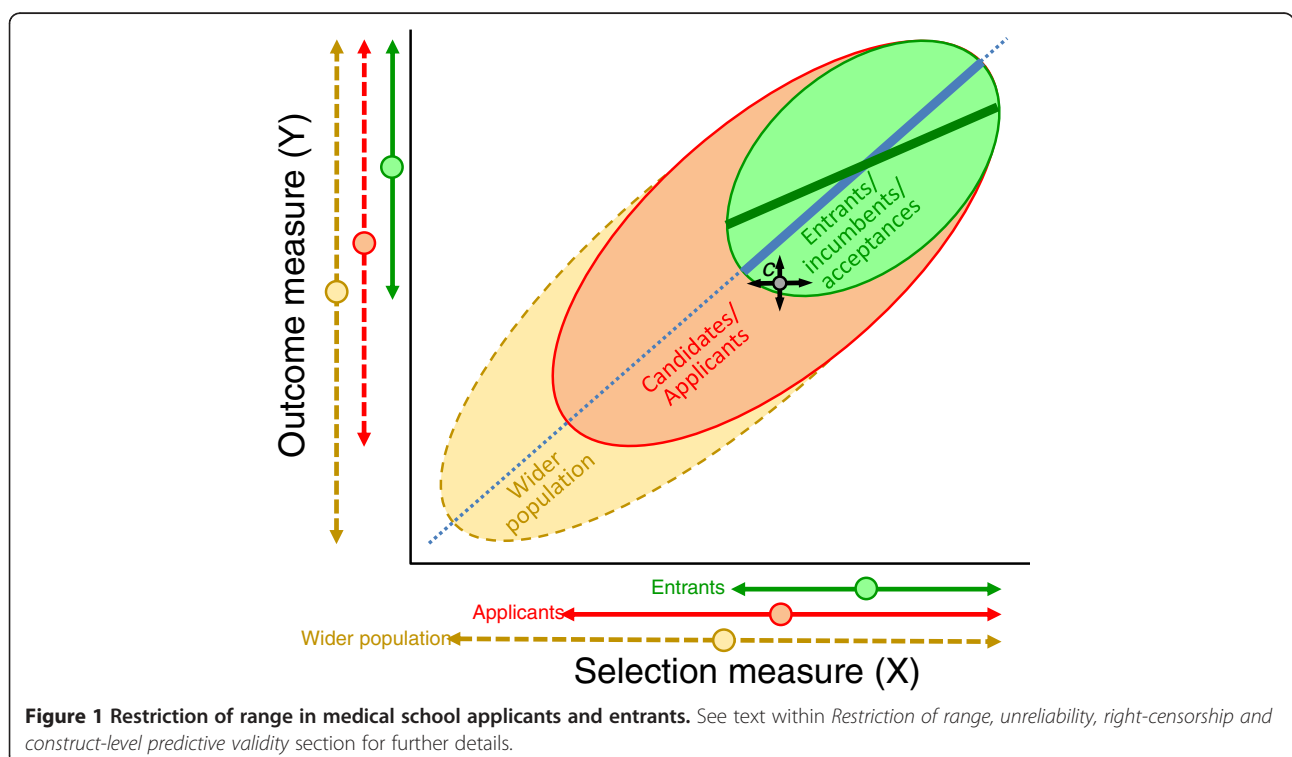 Outcome measure (Y)
Entrants/
incumbents/
acceptances
c
Candidates/
Applicants
Wider
population
Entrants
Applicants
Wider population
Selection measure (X)
Figure 1 Restriction of range in medical school applicants and entrants. See text within Restriction of range, unreliability, right-censorship and
construct-level predictive validity section for further details.